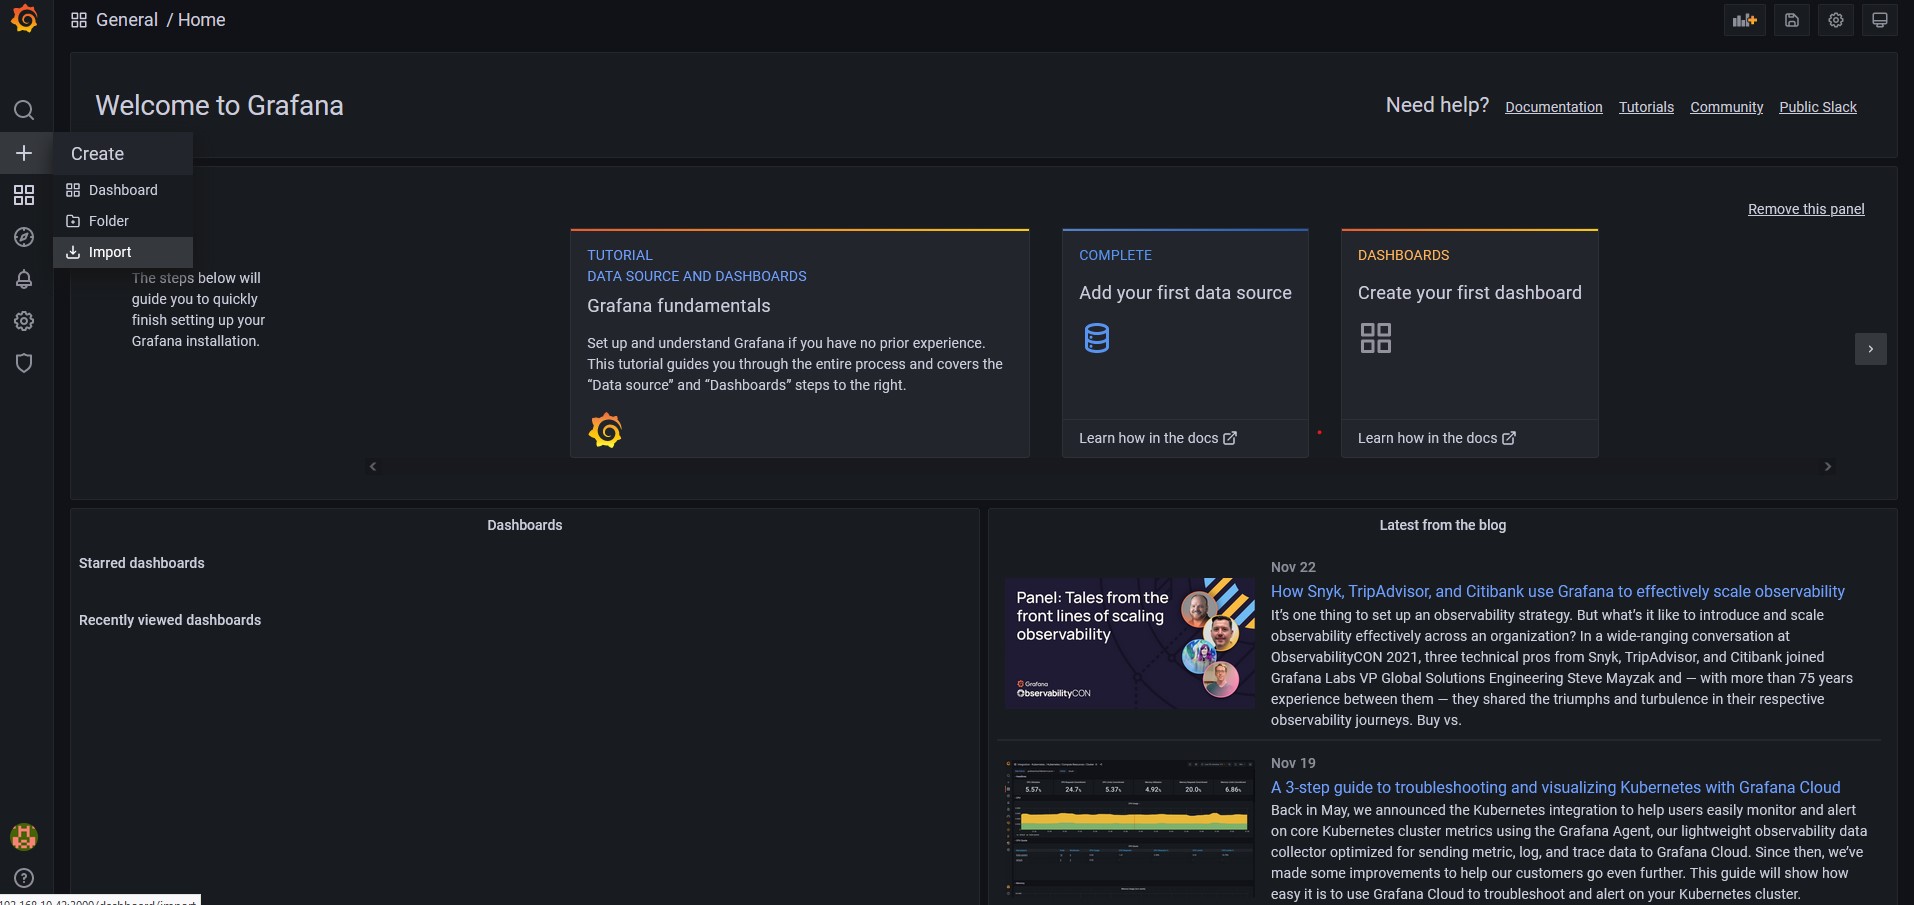 General / Home
Welcome to Grafana
Need help? Documentation Tutorials Community Public Slack
Create
Dashboard
Folder
Import
Remove this panel
The steps below will
guide you to quickly
finish setting up your
Grafana installation.
TUTORIAL
DATA SOURCE AND DASHBOARDS
Grafana fundamentals
Set up and understand Grafana if you have no prior experience.
This tutorial guides you through the entire process and covers the
“Data source” and “Dashboards” steps to the right.
COMPLETE
Add your first data source
Learn how in the docs
DASHBOARDS
Create your first dashboard
Learn how in the docs
Dashboards
Starred dashboards
Recently viewed dashboards
Latest from the blog
Panel: Tales from the
front lines of scaling
observability
Grafana
ObservabilityCON
Nov 22
How Snyk, TripAdvisor, and Citibank use Grafana to effectively scale observability
It’s one thing to set up an observability strategy. But what’s it like to introduce and scale
observability effectively across an organization? In a wide-ranging conversation at
ObservabilityCON 2021, three technical pros from Snyk, TripAdvisor, and Citibank joined
Grafana Labs VP Global Solutions Engineering Steve Mayzak and — with more than 75 years
experience between them — they shared the triumphs and turbulence in their respective
observability journeys. Buy vs.
5.57% 24.7% 5.37% 4.92% 20.0% 6.86%
Nov 19
A 3-step guide to troubleshooting and visualizing Kubernetes with Grafana Cloud
Back in May, we announced the Kubernetes integration to help users easily monitor and alert
on core Kubernetes cluster metrics using the Grafana Agent, our lightweight observability data
collector optimized for sending metric, log, and trace data to Grafana Cloud. Since then, we’ve
made some improvements to help our customers go even further. This guide will show how
easy it is to use Grafana Cloud to troubleshoot and alert on your Kubernetes cluster.